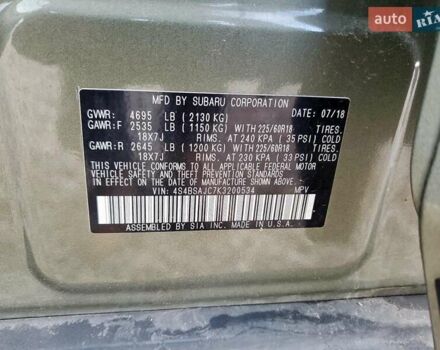 AUTO RIA
MFD BY SUBARU CORPORATION
GVWR: 4695 LB ( 2130 KG) DATE: 07/18
GAWR:F 2535 LB ( 1150 KG) WITH 225/60R18 TIRES.
18X7J RIMS. AT 240 KPA ( 35 PSI) COLD
GAWR:R 2645 LB ( 1200 KG) WITH 225/60R18 TIRES.
18X7J RIMS. AT 230 KPA ( 33 PSI) COLD
THIS VEHICLE CONFORMS TO ALL APPLICABLE FEDERAL MOTOR
VEHICLE SAFETY AND THEFT PREVENTION STANDARDS IN EFFECT ON
THE DATE OF MANUFACTURE SHOWN ABOVE.
VIN: 4S4BSAJC7K3200534 MPV
ASSEMBLED BY SIA INC. MADE IN U.S.A.